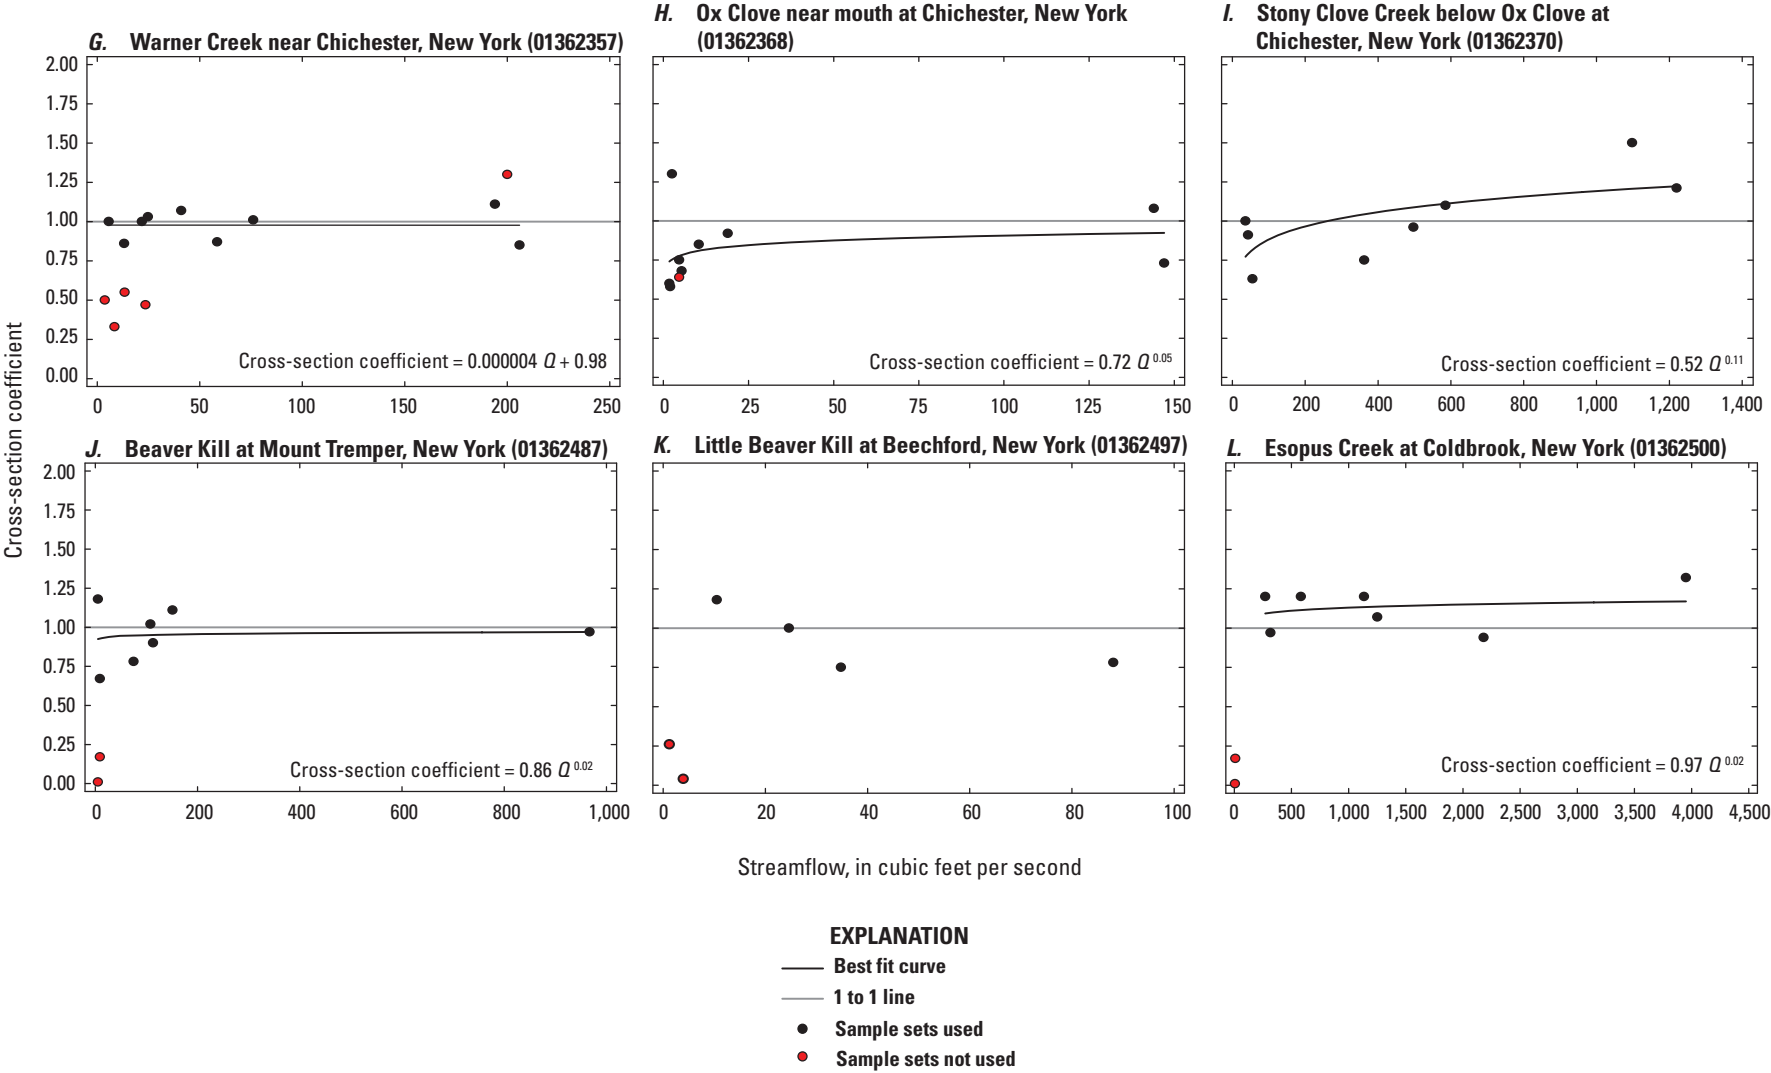 G. Warner Creek near Chichester, New York (01362357)
H. Ox Clove near mouth at Chichester, New York
(01362368)
I. Stony Clove Creek below Ox Clove at
Chichester, New York (01362370)
2.00
1.75
1.50
1.25
1.00
0.75
0.50
0.25
0.00
Cross-section coefficient = 0.000004 Q + 0.98
Cross-section coefficient = 0.72 Q 0.05
Cross-section coefficient = 0.52 Q 0.11
0 50 100 150 200 250
0 25 50 75 100 125 150
0 200 400 600 800 1,000 1,200 1,400
Cross-section coefficient
J. Beaver Kill at Mount Tremper, New York (01362487)
K. Little Beaver Kill at Beechford, New York (01362497)
L. Esopus Creek at Coldbrook, New York (01362500)
2.00
1.75
1.50
1.25
1.00
0.75
0.50
0.25
0.00
Cross-section coefficient = 0.86 Q 0.02
Cross-section coefficient = 0.97 Q 0.02
0 200 400 600 800 1,000
0 20 40 60 80 100
0 500 1,000 1,500 2,000 2,500 3,000 3,500 4,000 4,500
Streamflow, in cubic feet per second
EXPLANATION
Best fit curve
1 to 1 line
Sample sets used
Sample sets not used